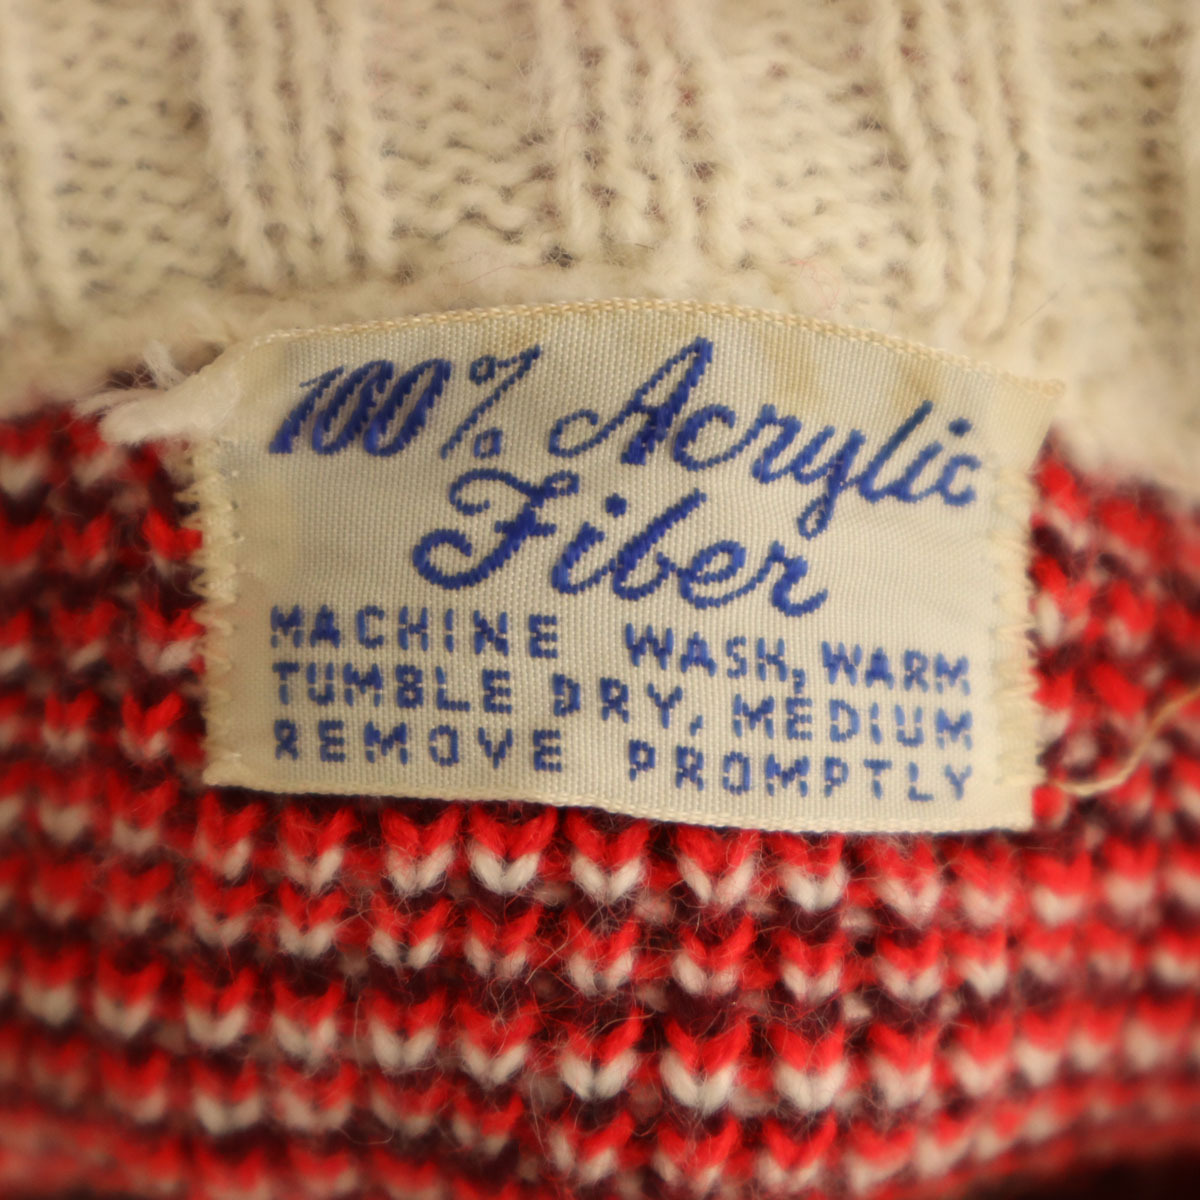 100% Acrylic
Fiber
MACHINE WASH, WARM
TUMBLE DRY, MEDIUM
REMOVE PROMPTLY